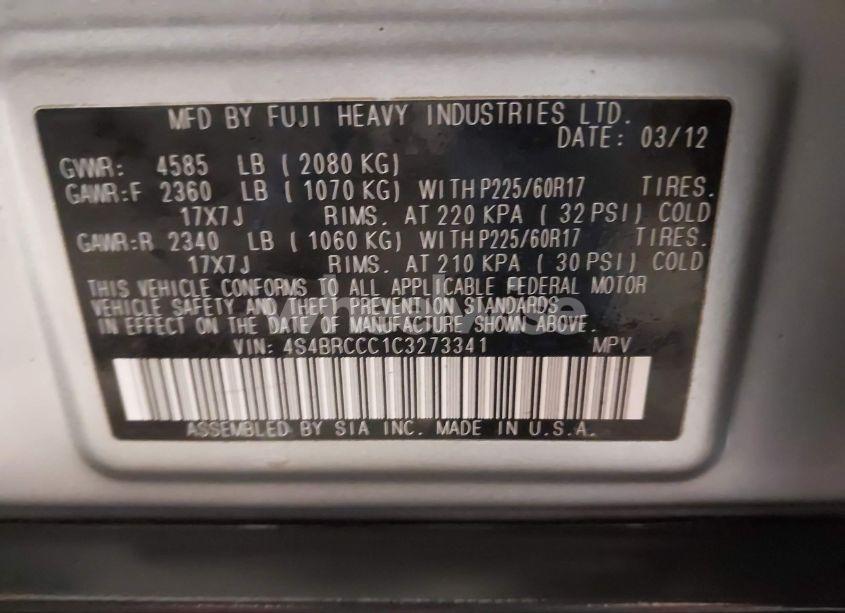 MFD BY FUJI HEAVY INDUSTRIES LTD.
DATE: 03/12
GVWR: 4585 LB ( 2080 KG)
GAWR:F 2360 LB ( 1070 KG) WITH P225/60R17 TIRES.
17X7J RIMS. AT 220 KPA ( 32 PSI) COLD
GAWR:R 2340 LB ( 1060 KG) WITH P225/60R17 TIRES.
17X7J RIMS. AT 210 KPA ( 30 PSI) COLD
THIS VEHICLE CONFORMS TO ALL APPLICABLE FEDERAL MOTOR
VEHICLE SAFETY AND THEFT PREVENTION STANDARDS
IN EFFECT ON THE DATE OF MANUFACTURE SHOWN ABOVE.
VIN: 4S4BRCCC1C3273341 MPV
ASSEMBLED BY SIA INC. MADE IN U.S.A.